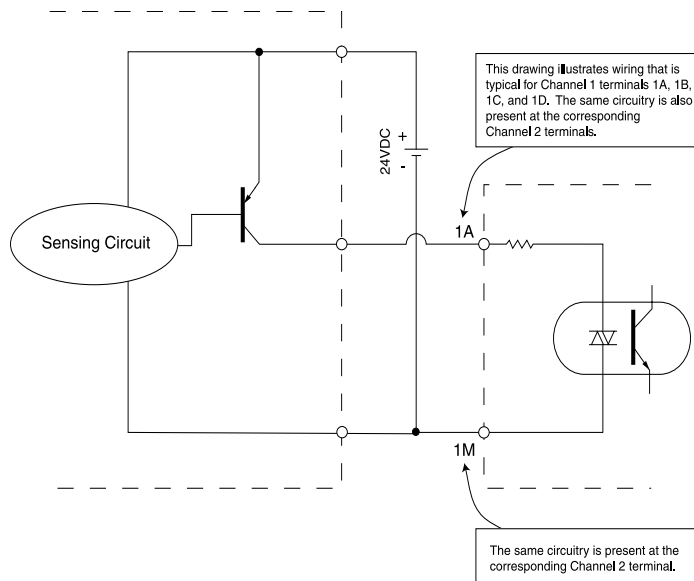 This drawing illustrates wiring that is
typical for Channel 1 terminals 1A, 1B,
1C, and 1D. The same circuitry is also
present at the corresponding
Channel 2 terminals.
24VDC
+
-
1A
Sensing Circuit
1M
The same circuitry is present at the
corresponding Channel 2 terminal.